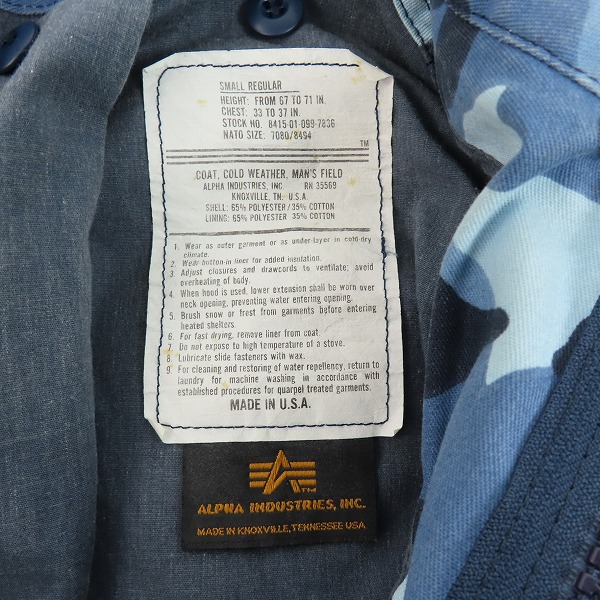 SMALL REGULAR
HEIGHT: FROM 67 TO 71 IN.
CHEST: 33 TO 37 IN.
STOCK NO. 8415-01-099-7836
NATO SIZE: 7080/8494
TM
COAT, COLD WEATHER, MAN'S FIELD
ALPHA INDUSTRIES, INC. RN 35569
KNOXVILLE, TN. U.S.A.
SHELL: 65% POLYESTER/35% COTTON
LINING: 65% POLYESTER 35% COTTON
1. Wear as outer garment or as under-layer in cold-dry
climate.
2. Wear button-in liner for added insulation.
3. Adjust closures and drawcords to ventilate; avoid
overheating of body.
4. When hood is used, lower extension shall be worn over
neck opening, preventing water entering opening.
5. Brush snow or frost from garments before entering
heated shelters.
6. For fast drying, remove liner from coat.
7. Do not expose to high temperature of a stove.
8. Lubricate slide fasteners with wax.
9. For cleaning and restoring of water repellency, return to
laundry for machine washing in accordance with
established procedures for quarpel treated garments.
MADE IN U.S.A.
TM
ALPHA INDUSTRIES, INC.
MADE IN KNOXVILLE, TENNESSEE USA